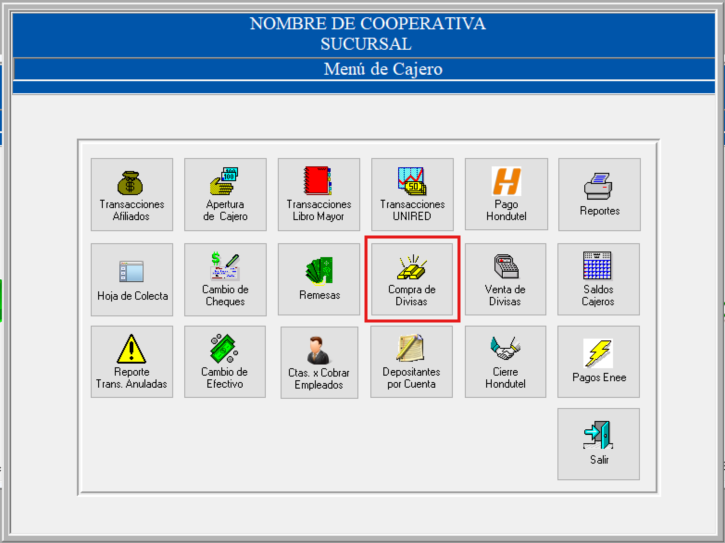 NOMBRE DE COOPERATIVA
SUCURSAL
Menú de Cajero
Transacciones
Afiliados
Apertura
de Cajero
Transacciones
Libro Mayor
Transacciones
UNIRED
Pago
Hondutel
Reportes
Hoja de Colecta
Cambio de
Cheques
Remesas
Compra de
Divisas
Venta de
Divisas
Saldos
Cajeros
Reporte
Trans. Anuladas
Cambio de
Efectivo
Ctas. x Cobrar
Empleados
Depositantes
por Cuenta
Cierre
Hondutel
Pagos Enee
Salir